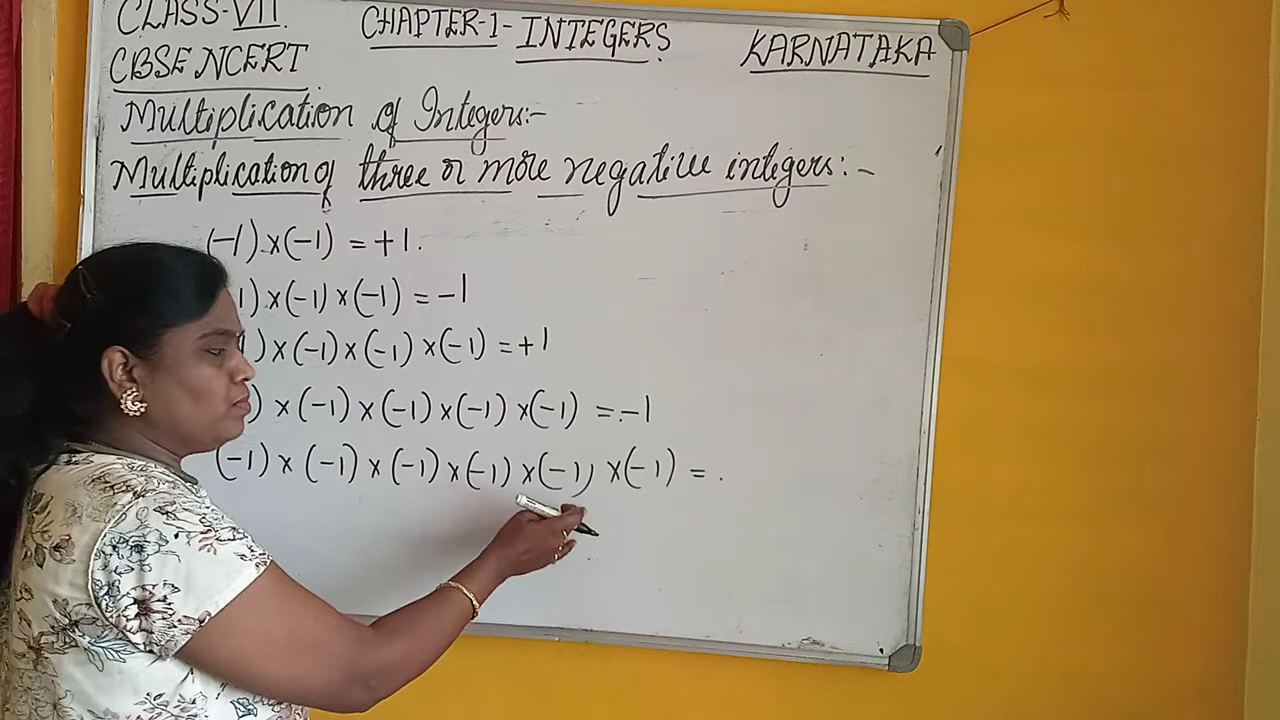 CLASS-VII. CHAPTER-1-INTEGERS.
CBSE NCERT KARNATAKA
Multiplication of Integers:-
Multiplication of three or more negative integers:-
(-1)×(-1) = +1.
1)×(-1)×(-1) = -1
)×(-1)×(-1)×(-1) = +1
)×(-1)×(-1)×(-1)×(-1) = -1
(-1)×(-1)×(-1)×(-1)×(-1)×(-1) = .